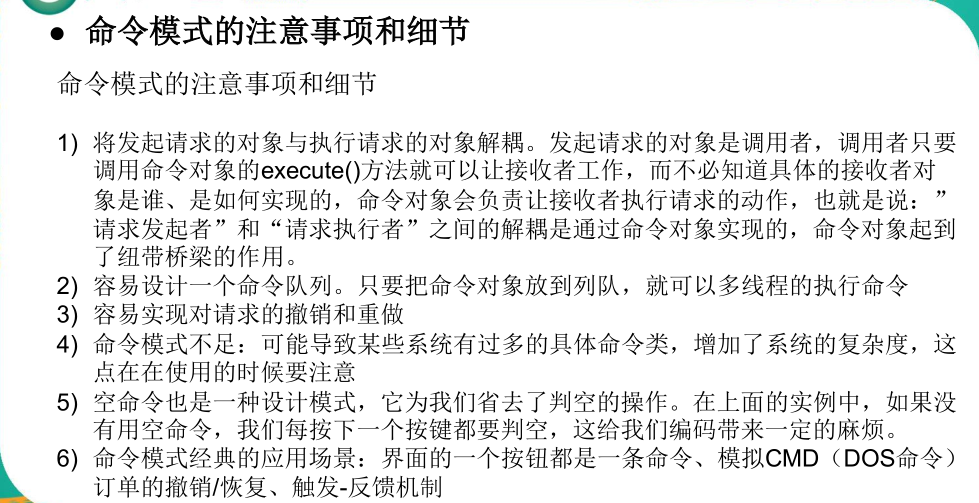 ● 命令模式的注意事项和细节
命令模式的注意事项和细节
1) 将发起请求的对象与执行请求的对象解耦。发起请求的对象是调用者，调用者只要
调用命令对象的execute()方法就可以让接收者工作，而不必知道具体的接收者对
象是谁、是如何实现的，命令对象会负责让接收者执行请求的动作，也就是说：”
请求发起者”和“请求执行者”之间的解耦是通过命令对象实现的，命令对象起到
了纽带桥梁的作用。
2) 容易设计一个命令队列。只要把命令对象放到列队，就可以多线程的执行命令
3) 容易实现对请求的撤销和重做
4) 命令模式不足：可能导致某些系统有过多的具体命令类，增加了系统的复杂度，这
点在在使用的时候要注意
5) 空命令也是一种设计模式，它为我们省去了判空的操作。在上面的实例中，如果没
有用空命令，我们每按下一个按键都要判空，这给我们编码带来一定的麻烦。
6) 命令模式经典的应用场景：界面的一个按钮都是一条命令、模拟CMD（DOS命令）
订单的撤销/恢复、触发-反馈机制